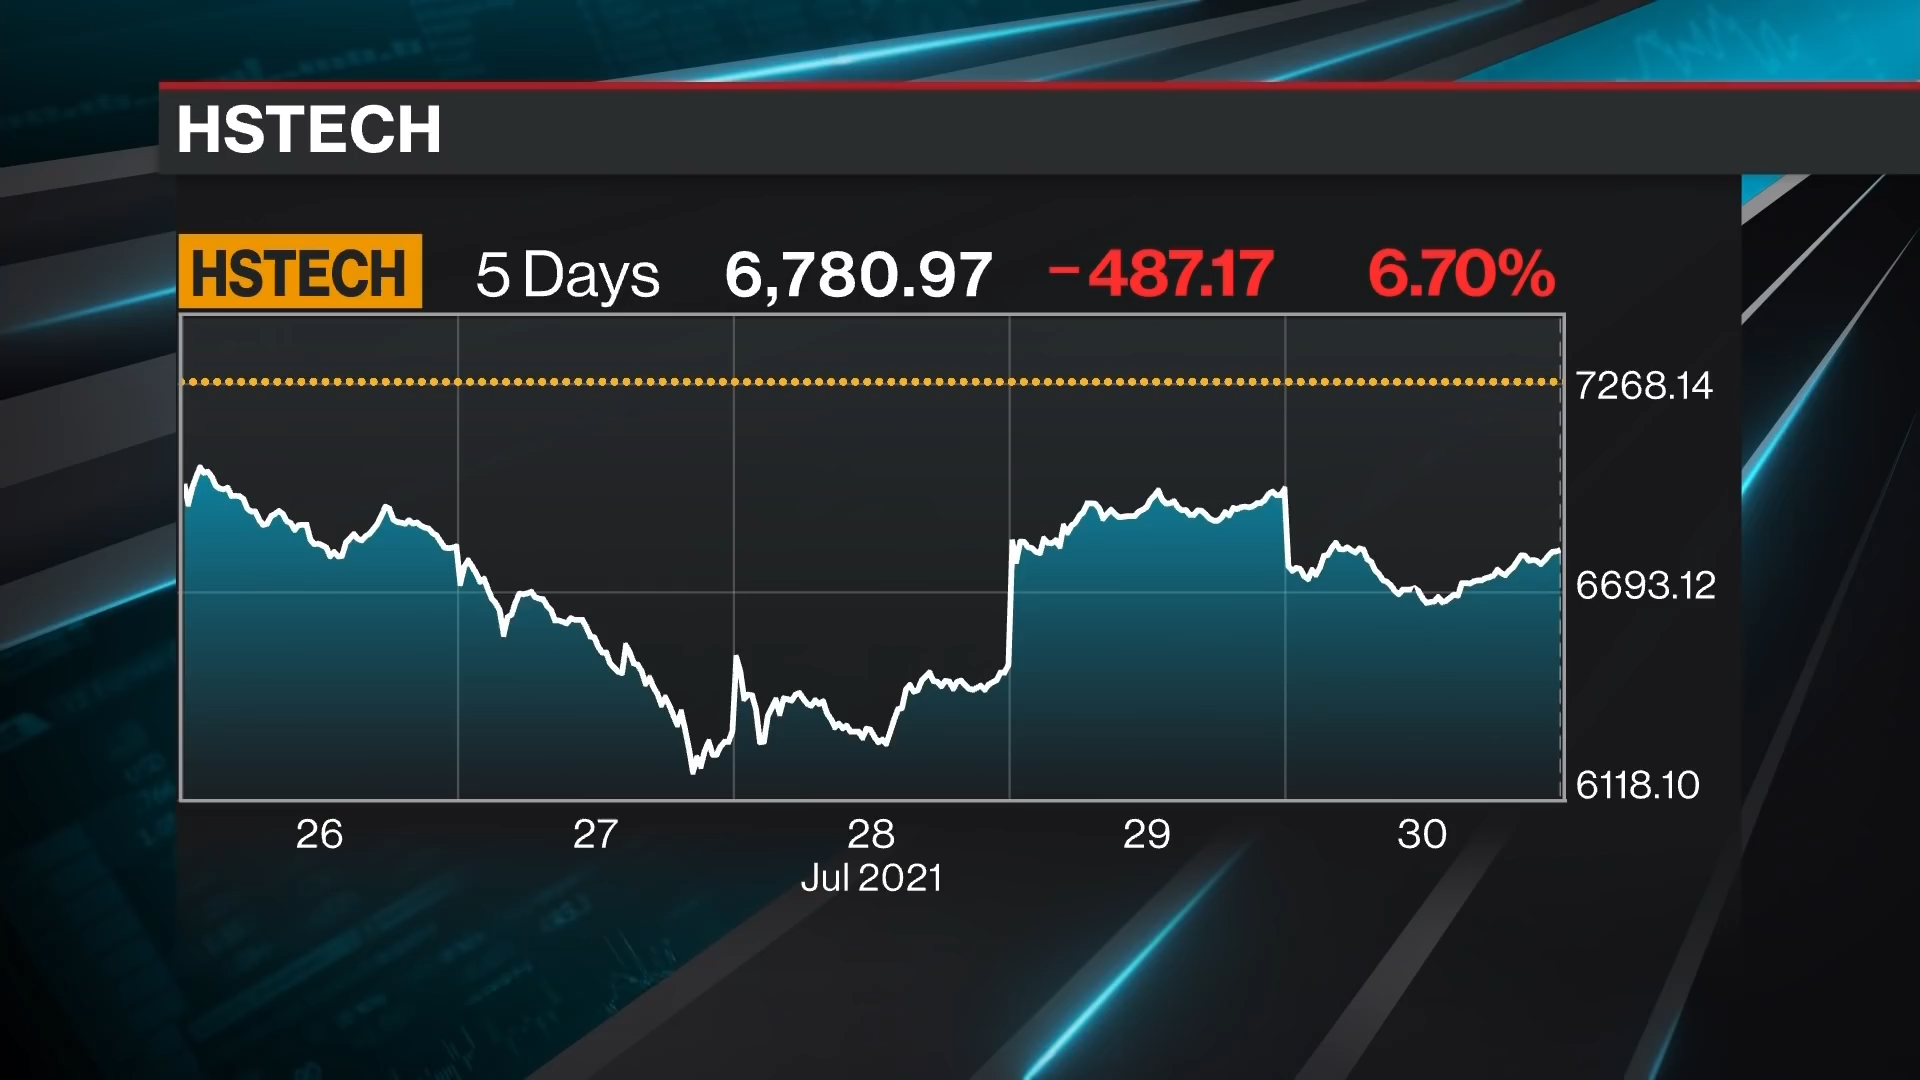 HSTECH
HSTECH 5 Days 6,780.97 -487.17 6.70%
7268.14
6693.12
6118.10
26 27 28 29 30
Jul 2021